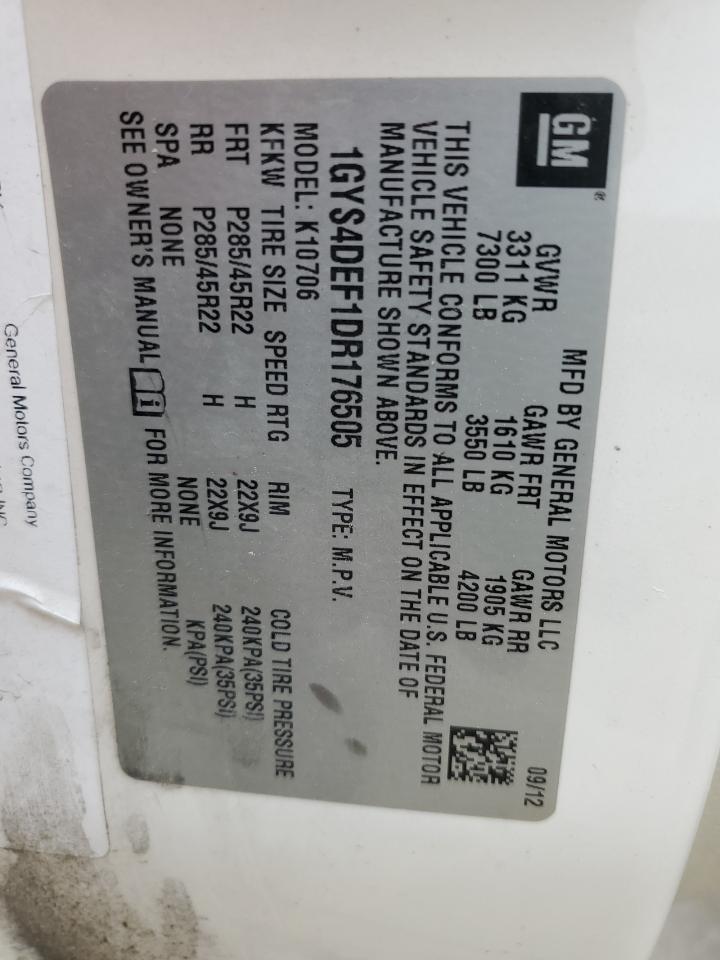 GM
®
MFD BY GENERAL MOTORS LLC 09/12
GVWR GAWR FRT GAWR RR
3311 KG 1610 KG 1905 KG
7300 LB 3550 LB 4200 LB
THIS VEHICLE CONFORMS TO ALL APPLICABLE U.S. FEDERAL MOTOR
VEHICLE SAFETY STANDARDS IN EFFECT ON THE DATE OF
MANUFACTURE SHOWN ABOVE.
1GYS4DEF1DR176505 TYPE: M.P.V.
MODEL: K10706
KFKW TIRE SIZE SPEED RTG RIM COLD TIRE PRESSURE
FRT P285/45R22 H 22X9J 240KPA(35PSI)
RR P285/45R22 H 22X9J 240KPA(35PSI)
SPA NONE NONE KPA(PSI)
SEE OWNER'S MANUAL i FOR MORE INFORMATION.
General Motors Company